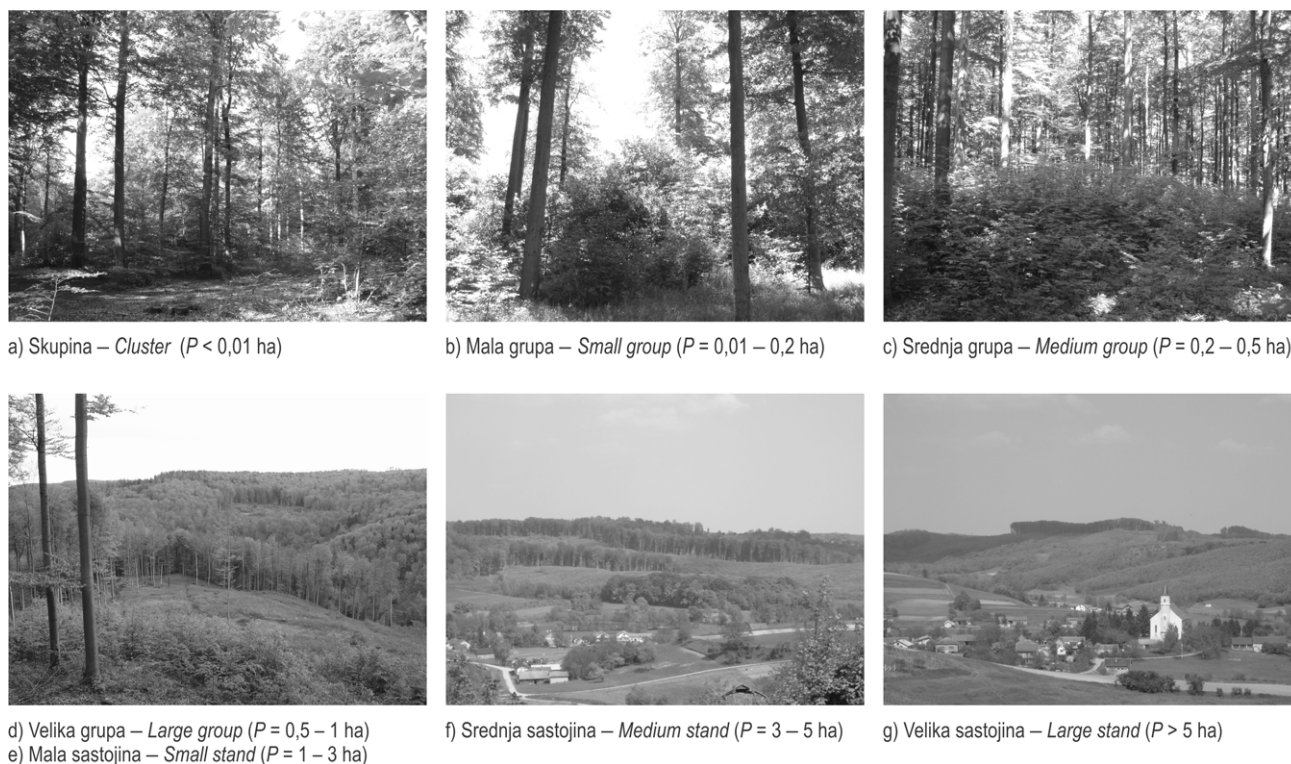 a) Skupina – Cluster (P < 0,01 ha)
b) Mala grupa – Small group (P = 0,01 – 0,2 ha)
c) Srednja grupa – Medium group (P = 0,2 – 0,5 ha)
d) Velika grupa – Large group (P = 0,5 – 1 ha)
e) Mala sastojina – Small stand (P = 1 – 3 ha)
f) Srednja sastojina – Medium stand (P = 3 – 5 ha)
g) Velika sastojina – Large stand (P > 5 ha)